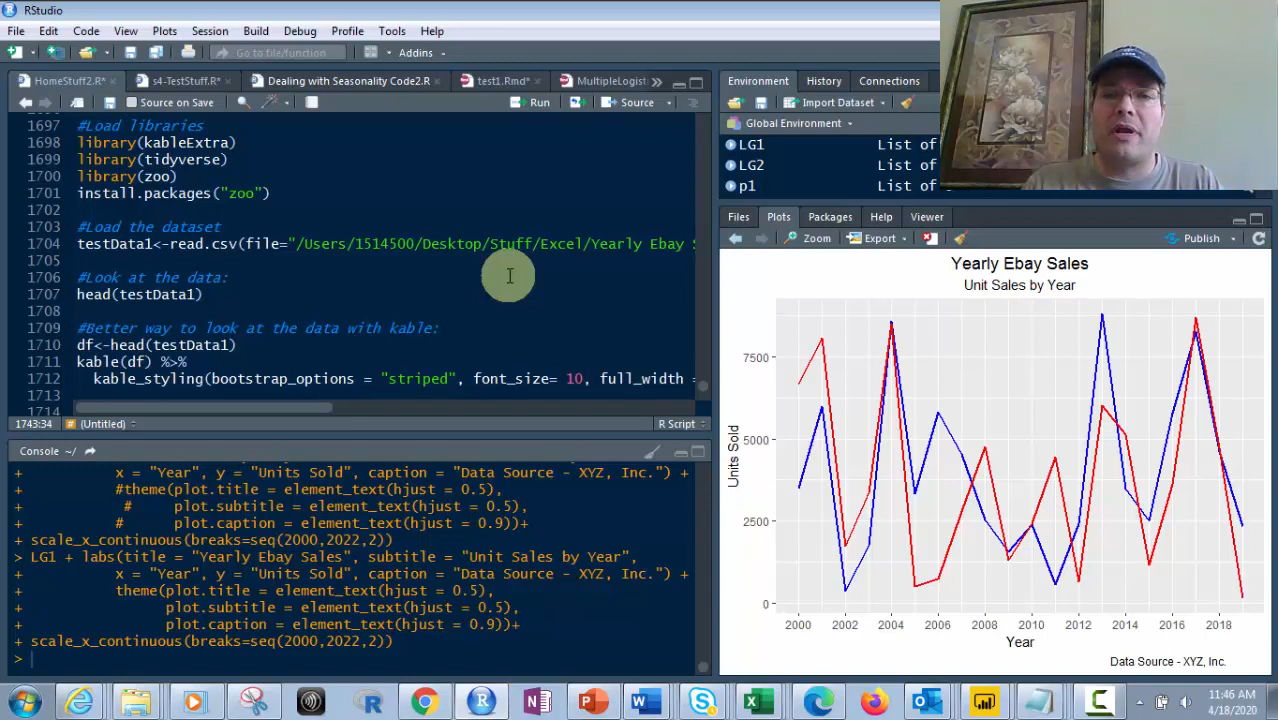 RStudio
File Edit Code View Plots Session Build Debug Profile Tools Help
Go to file/function Addins
HomeStuff2.R* s4-TestStuff.R* Dealing with Seasonality Code2.R test1.Rmd* MultipleLogist
Source on Save Run Source
1697 #Load libraries
1698 library(kableExtra)
1699 library(tidyverse)
1700 library(zoo)
1701 install.packages("zoo")
1702
1703 #Load the dataset
1704 testData1<-read.csv(file="/Users/1514500/Desktop/Stuff/Excel/Yearly Ebay S
1705
1706 #Look at the data:
1707 head(testData1)
1708
1709 #Better way to look at the data with kable:
1710 df<-head(testData1)
1711 kable(df) %>%
1712 kable_styling(bootstrap_options = "striped", font_size= 10, full_width =
1713
1714
1743:34 # (Untitled) R Script
Console ~/
+ x = "Year", y = "Units Sold", caption = "Data Source - XYZ, Inc.") +
+ #theme(plot.title = element_text(hjust = 0.5),
+ # plot.subtitle = element_text(hjust = 0.5),
+ # plot.caption = element_text(hjust = 0.9))+
+ scale_x_continuous(breaks=seq(2000,2022,2))
> LG1 + labs(title = "Yearly Ebay Sales", subtitle = "Unit Sales by Year",
+ x = "Year", y = "Units Sold", caption = "Data Source - XYZ, Inc.") +
+ theme(plot.title = element_text(hjust = 0.5),
+ plot.subtitle = element_text(hjust = 0.5),
+ plot.caption = element_text(hjust = 0.9))+
+ scale_x_continuous(breaks=seq(2000,2022,2))
>
Environment History Connections
Import Dataset
Global Environment
LG1 List of
LG2 List of
p1 List of
Files Plots Packages Help Viewer
Zoom Export Publish
Yearly Ebay Sales
Unit Sales by Year
7500
5000
2500
0
Units Sold
2000 2002 2004 2006 2008 2010 2012 2014 2016 2018
Year
Data Source - XYZ, Inc.
11:46 AM
4/18/2020